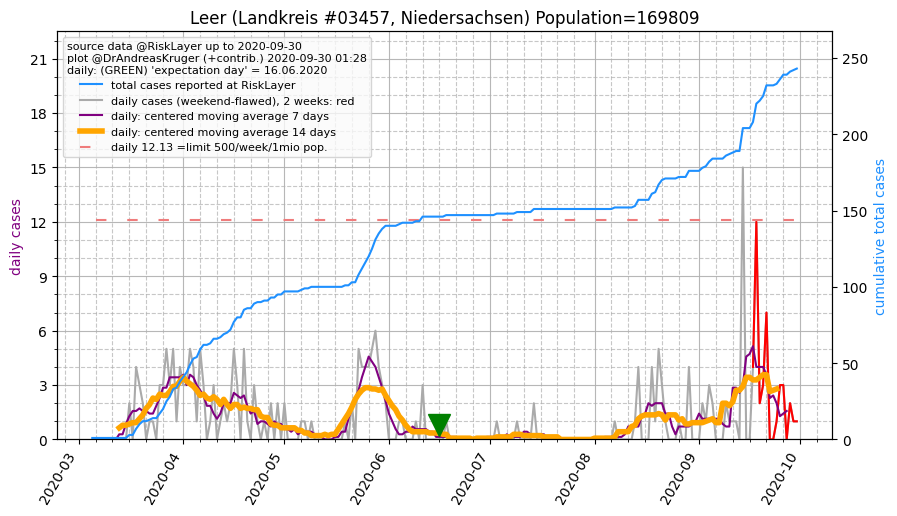 Leer (Landkreis #03457, Niedersachsen) Population=169809
source data @RiskLayer up to 2020-09-30
plot @DrAndreasKruger (+contrib.) 2020-09-30 01:28
daily: (GREEN) 'expectation day' = 16.06.2020
total cases reported at RiskLayer
daily cases (weekend-flawed), 2 weeks: red
daily: centered moving average 7 days
daily: centered moving average 14 days
daily 12.13 =limit 500/week/1mio pop.
daily cases
21
18
15
12
9
6
3
0
cumulative total cases
250
200
150
100
50
0
2020-03
2020-04
2020-05
2020-06
2020-07
2020-08
2020-09
2020-10